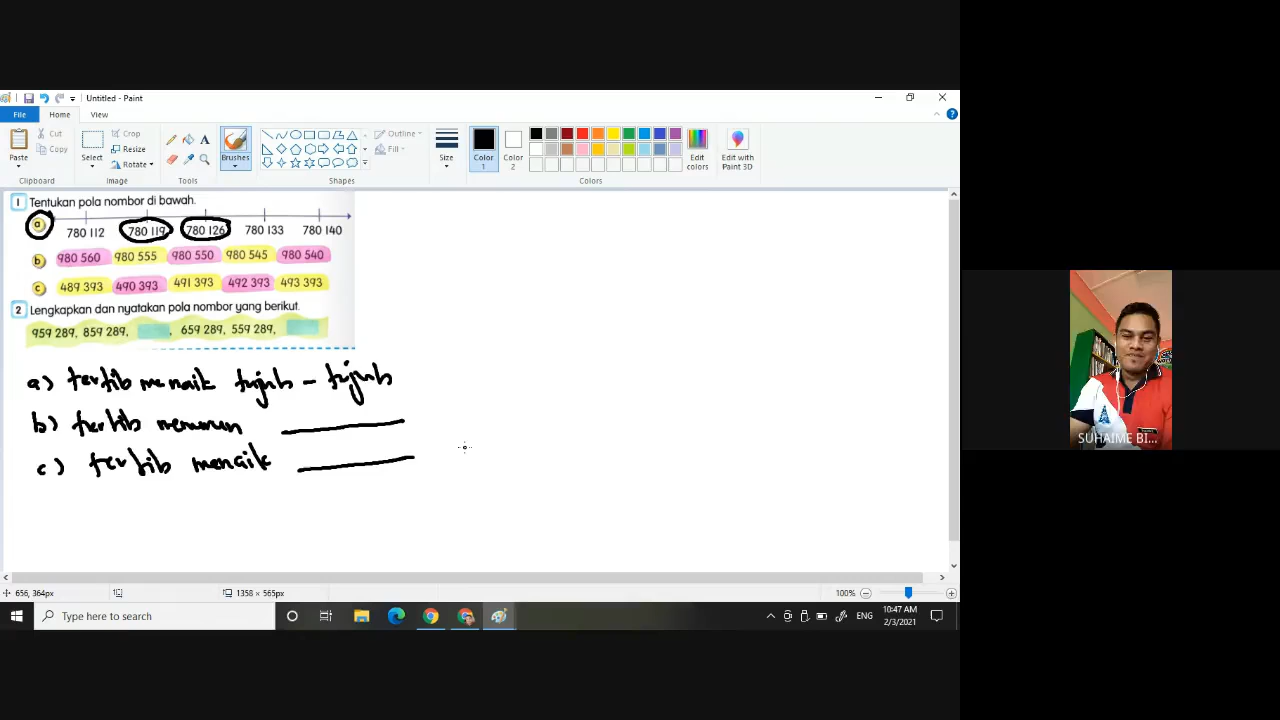 Untitled - Paint
File Home View
Paste Cut Copy Clipboard
Select Crop Resize Rotate Image
Tools
Brushes
Outline Fill Shapes
Size
Color 1 Color 2 Edit colors Edit with Paint 3D Colors
1 Tentukan pola nombor di bawah.
a 780 112 780 119 780 126 780 133 780 140
b 980 560 980 555 980 550 980 545 980 540
c 489 393 490 393 491 393 492 393 493 393
2 Lengkapkan dan nyatakan pola nombor yang berikut.
959 289, 859 289, , 659 289, 559 289,
a) tertib menaik tujuh - tujuh
b) tertib menurun
c) tertib menaik
SUHAIME BI...
656, 364px 1358 × 565px 100%
Type here to search ENG 10:47 AM
2/3/2021